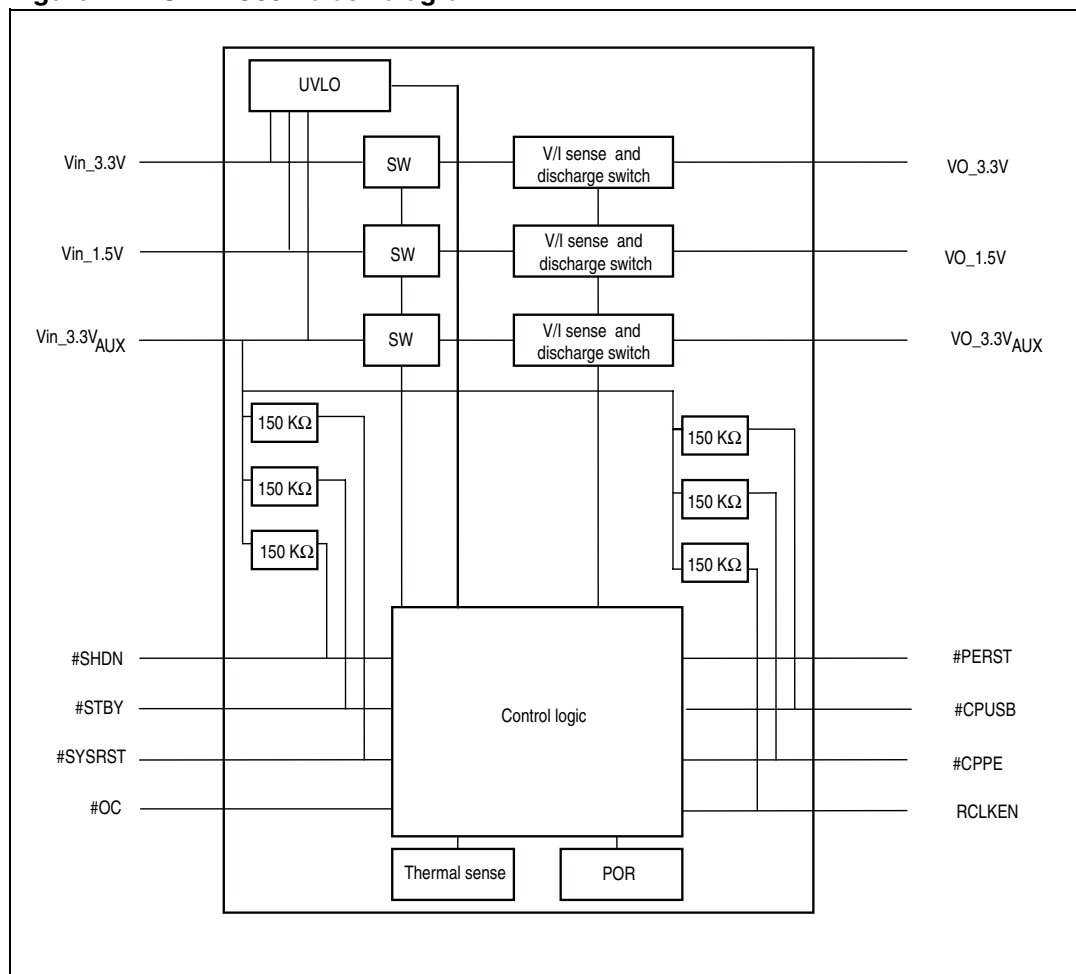 UVLO
Vin_3.3V
SW
V/I sense and
discharge switch
VO_3.3V
Vin_1.5V
SW
V/I sense and
discharge switch
VO_1.5V
Vin_3.3VAUX
SW
V/I sense and
discharge switch
VO_3.3VAUX
150 KΩ
150 KΩ
150 KΩ
150 KΩ
150 KΩ
150 KΩ
#SHDN
#STBY
#SYSRST
#OC
Control logic
#PERST
#CPUSB
#CPPE
RCLKEN
Thermal sense
POR